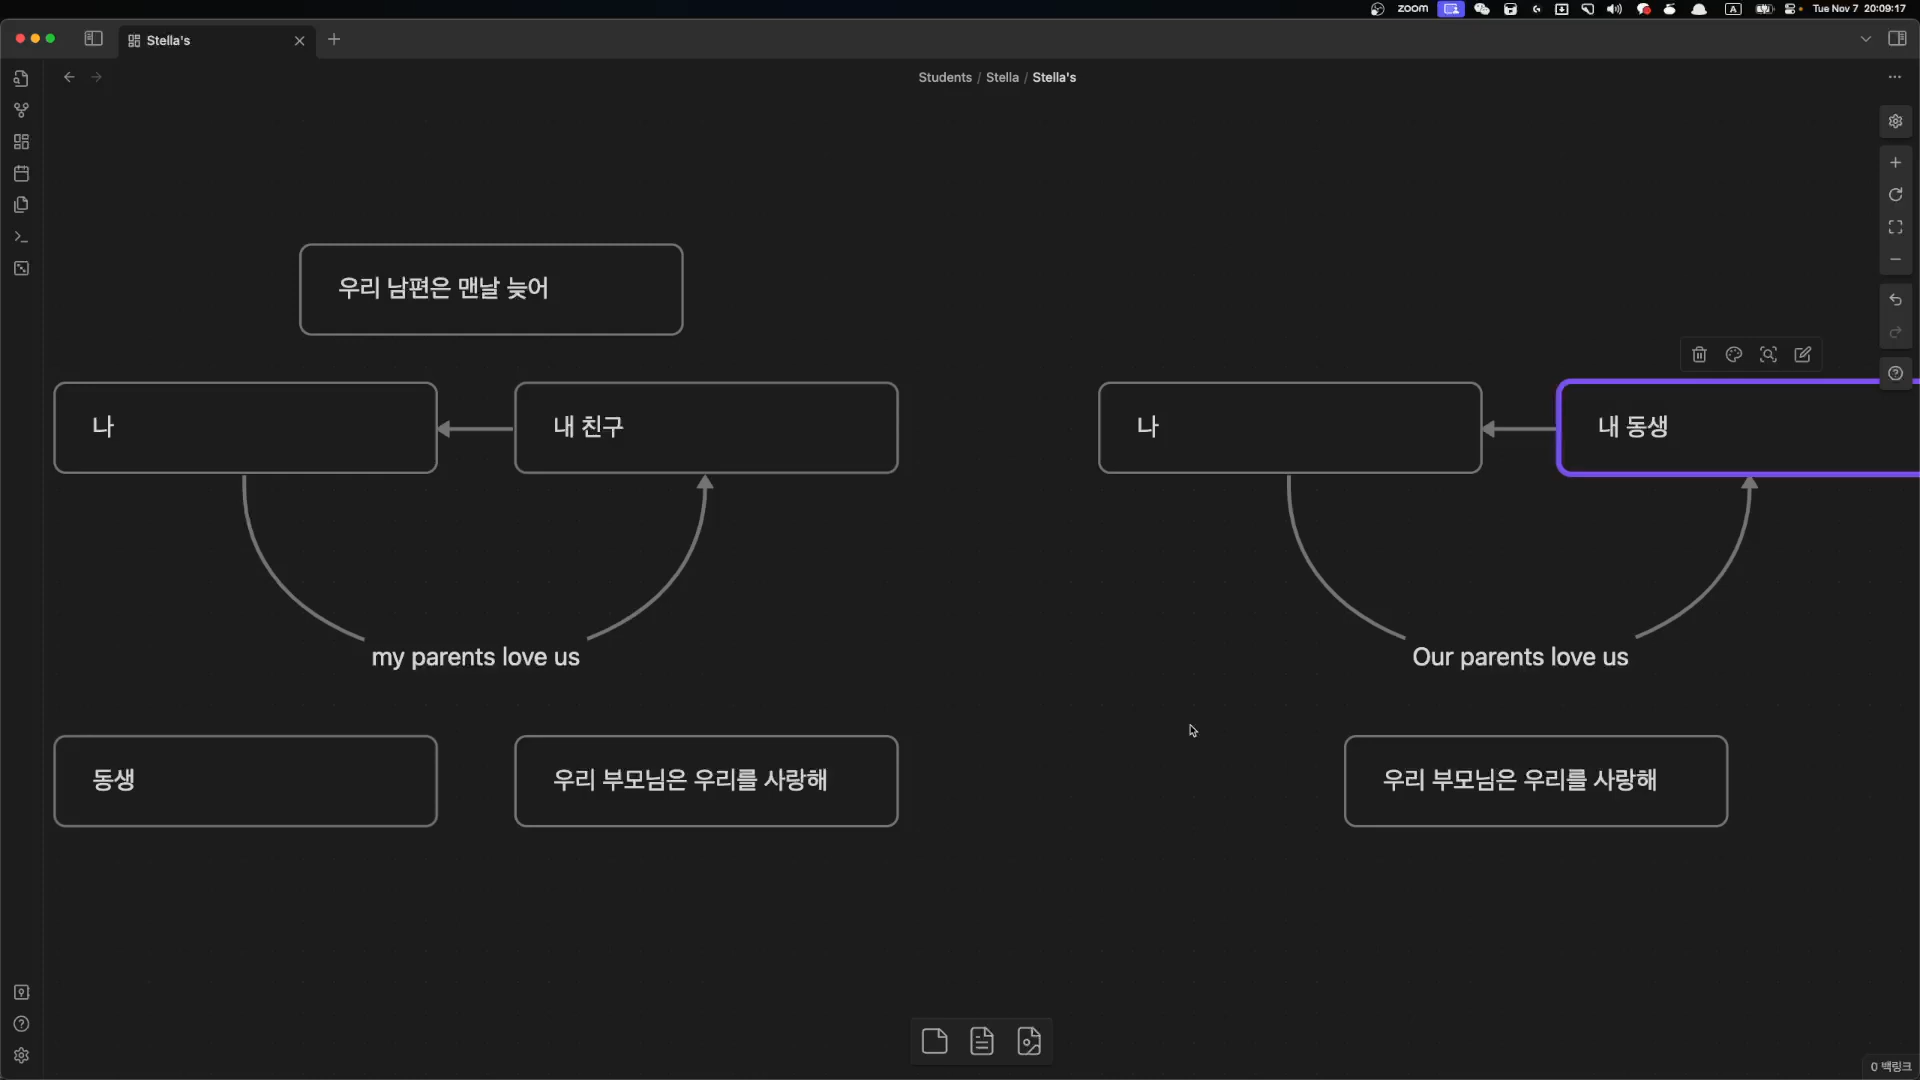 zoom
A
Tue Nov 7 20:09:17
Stella's
Students / Stella / Stella's
우리 남편은 맨날 늦어
나
내 친구
나
내 동생
my parents love us
Our parents love us
동생
우리 부모님은 우리를 사랑해
우리 부모님은 우리를 사랑해
0 백링크